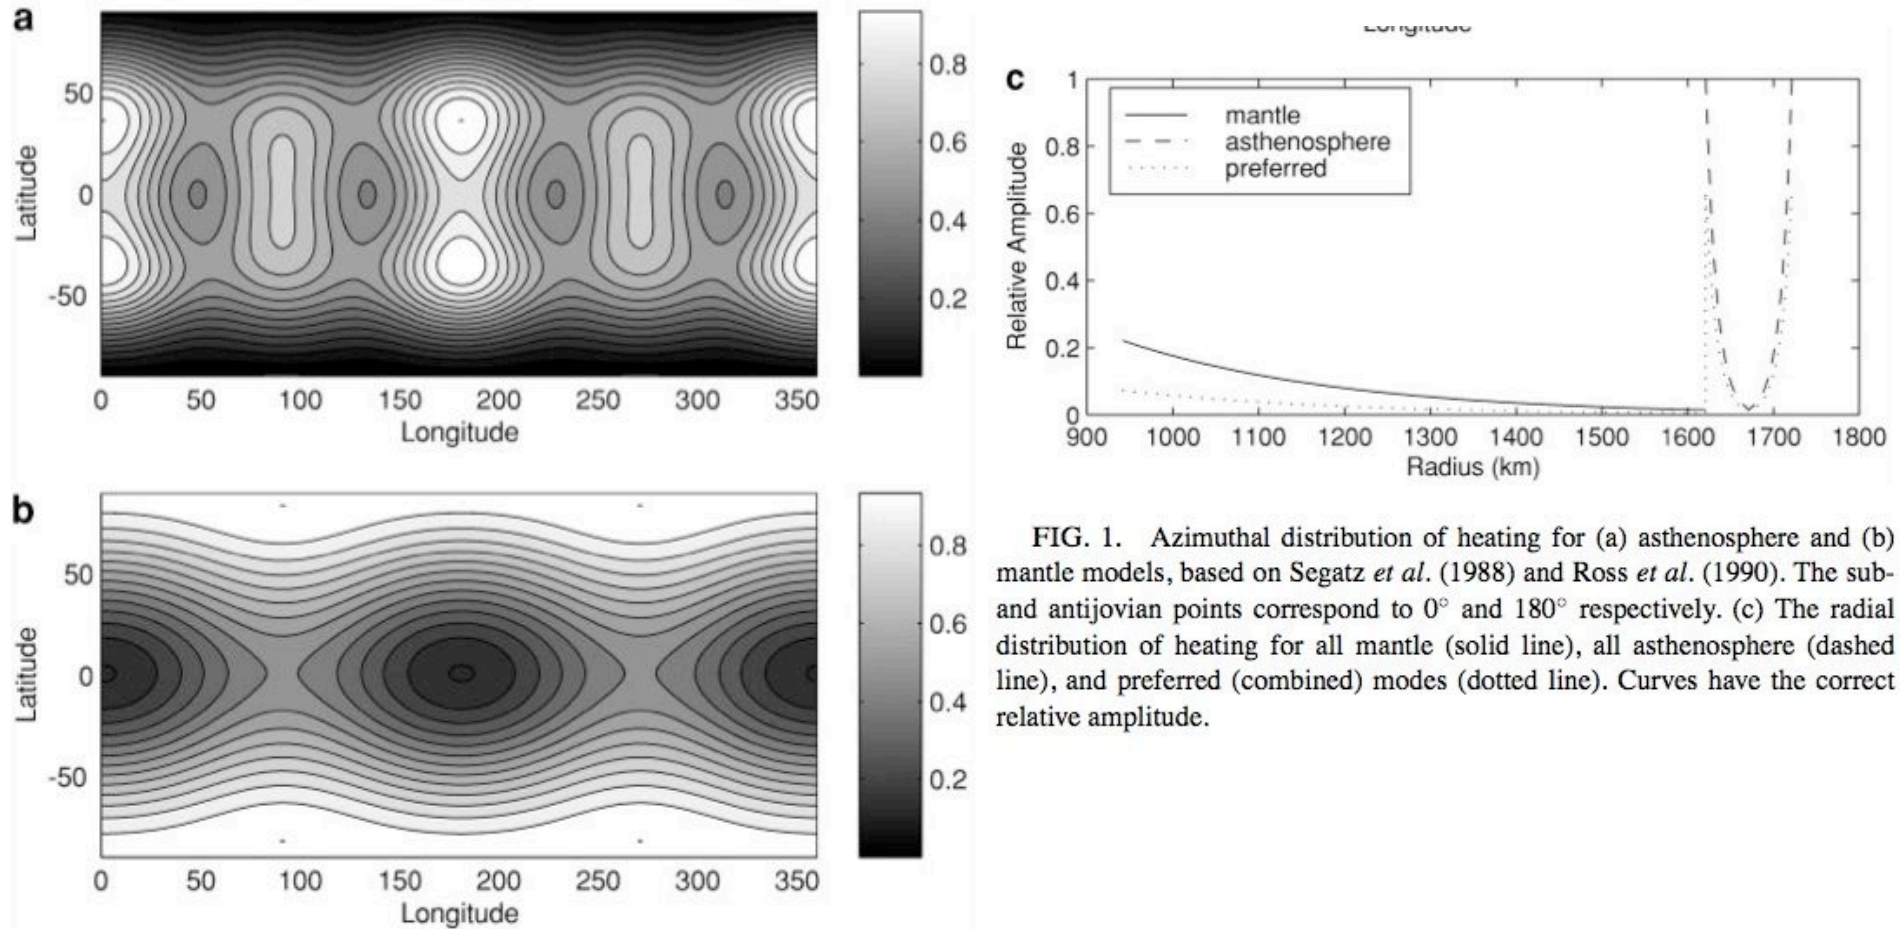 a
50
0
-50
Latitude
0 50 100 150 200 250 300 350
Longitude
0.8
0.6
0.4
0.2
b
50
0
-50
Latitude
0 50 100 150 200 250 300 350
Longitude
0.8
0.6
0.4
0.2
Longitude
c
1
0.8
0.6
0.4
0.2
0
Relative Amplitude
mantle
asthenosphere
preferred
900 1000 1100 1200 1300 1400 1500 1600 1700 1800
Radius (km)
FIG. 1. Azimuthal distribution of heating for (a) asthenosphere and (b)
mantle models, based on Segatz et al. (1988) and Ross et al. (1990). The sub-
and antijovian points correspond to 0° and 180° respectively. (c) The radial
distribution of heating for all mantle (solid line), all asthenosphere (dashed
line), and preferred (combined) modes (dotted line). Curves have the correct
relative amplitude.